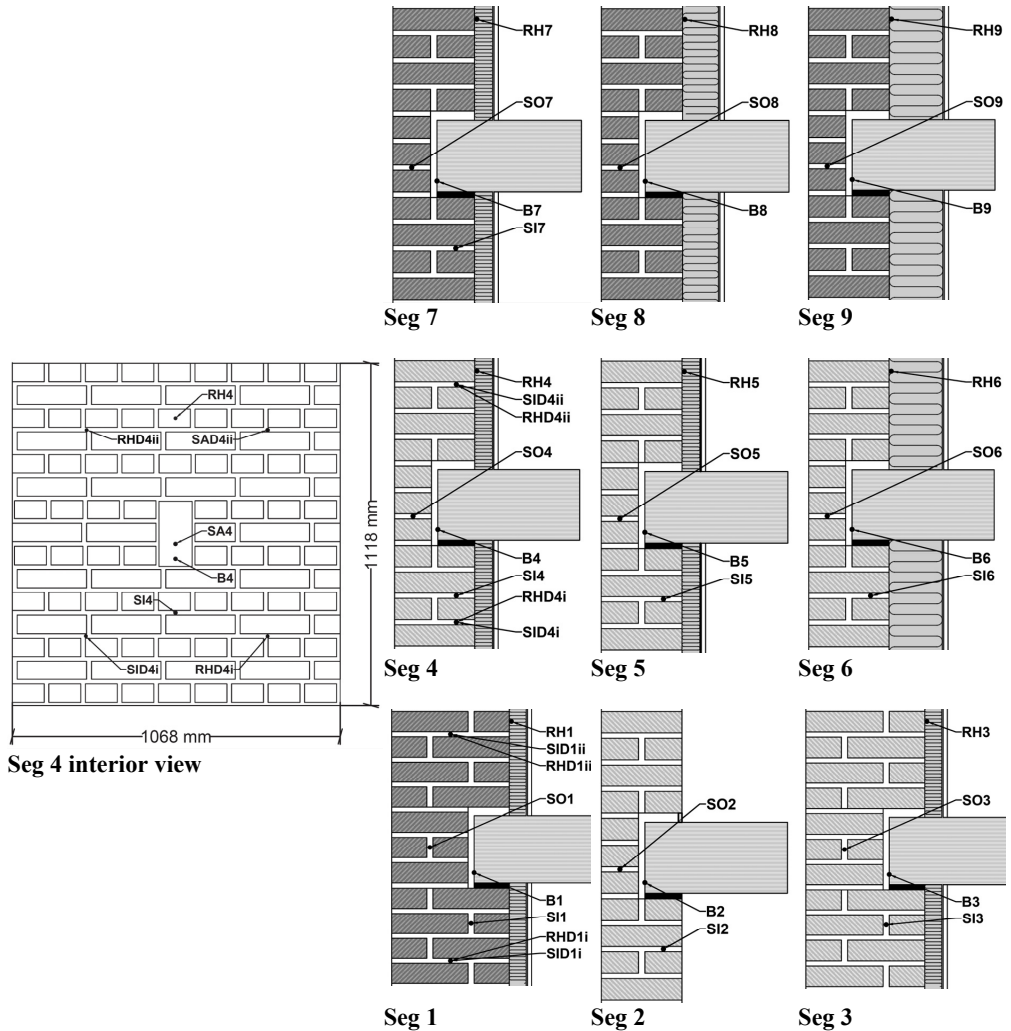 RH7
SO7
B7
SI7
Seg 7
RH8
SO8
B8
Seg 8
RH9
SO9
B9
Seg 9
RH4
RHD4ii
SAD4ii
SA4
B4
SI4
SID4i
RHD4i
1118 mm
1068 mm
Seg 4 interior view
RH4
SID4ii
RHD4ii
SO4
B4
SI4
RHD4i
SID4i
Seg 4
RH5
SO5
B5
SI5
Seg 5
RH6
SO6
B6
SI6
Seg 6
RH1
SID1ii
RHD1ii
SO1
B1
SI1
RHD1i
SID1i
Seg 1
SO2
B2
SI2
Seg 2
RH3
SO3
B3
SI3
Seg 3